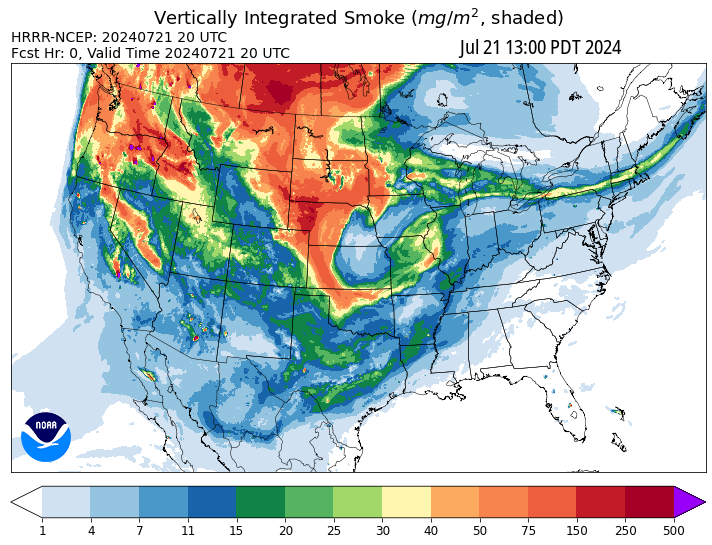 Vertically Integrated Smoke (mg/m², shaded)
HRRR-NCEP: 20240721 20 UTC
Fcst Hr: 0, Valid Time 20240721 20 UTC
Jul 21 13:00 PDT 2024
NOAA
1 4 7 11 15 20 25 30 40 50 75 150 250 500